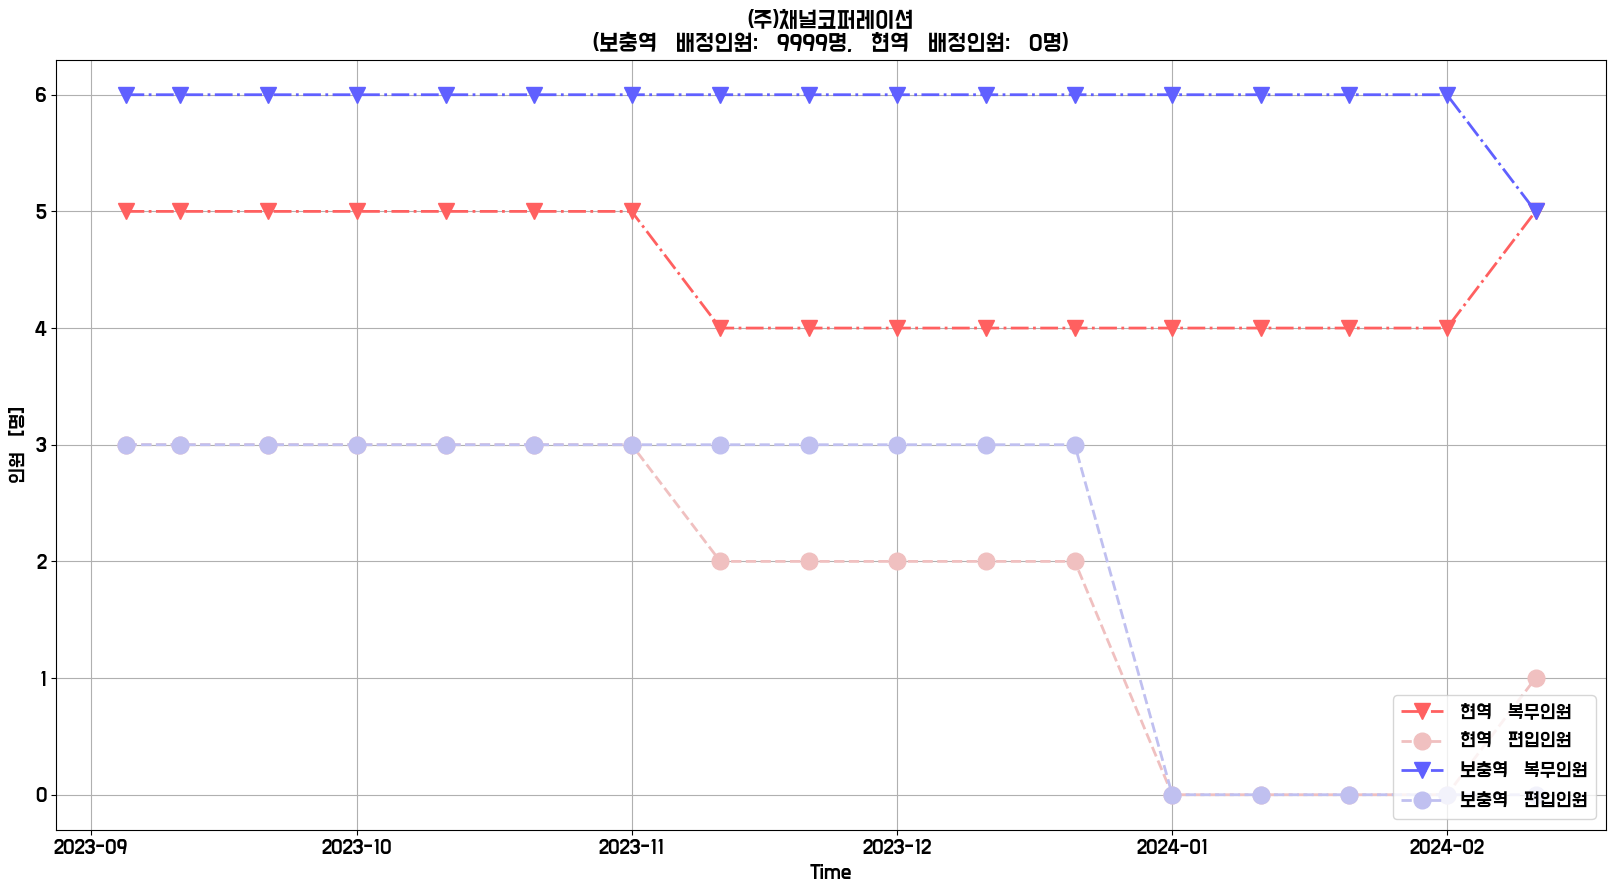 (주)채널코퍼레이션
(보충역 배정인원: 9999명, 현역 배정인원: 0명)
6
5
4
3
2
1
0
인원 [명]
2023-09 2023-10 2023-11 2023-12 2024-01 2024-02
Time
현역 복무인원
현역 편입인원
보충역 복무인원
보충역 편입인원